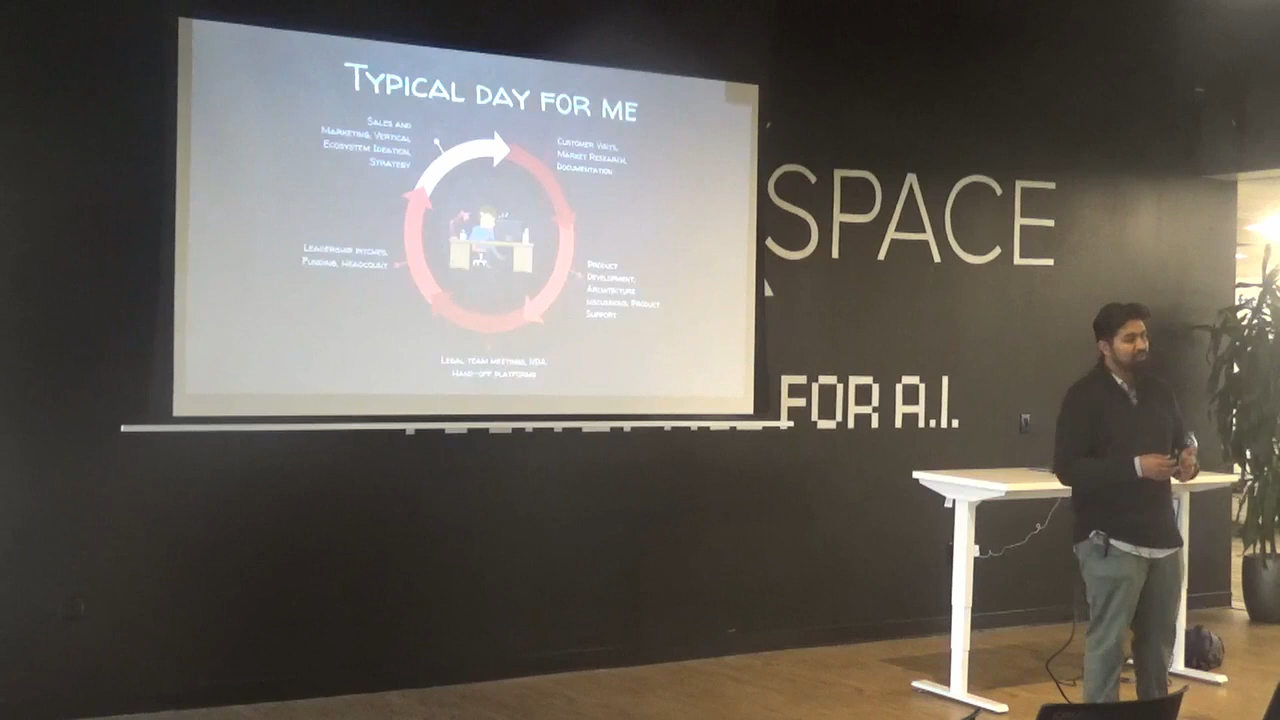 TYPICAL DAY FOR ME
SALES AND
MARKETING, VERTICAL
ECOSYSTEM IDEATION,
STRATEGY
CUSTOMER VISITS,
MARKET RESEARCH,
DOCUMENTATION
LEADERSHIP PITCHES,
FUNDING, HEADCOUNT
PRODUCT
DEVELOPMENT,
ARCHITECTURE
DISCUSSIONS, PRODUCT
SUPPORT
LEGAL TEAM MEETINGS, NDA,
HAND-OFF PLATFORMS
SPACE
FOR A.I.